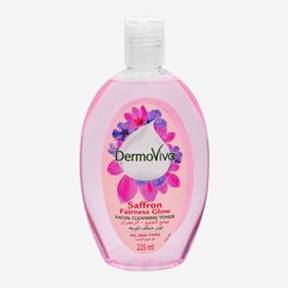 DermoViva
Saffron
Fairness Glow
FACIAL CLEANSING TONER
ALL SKIN TYPES
225 ml